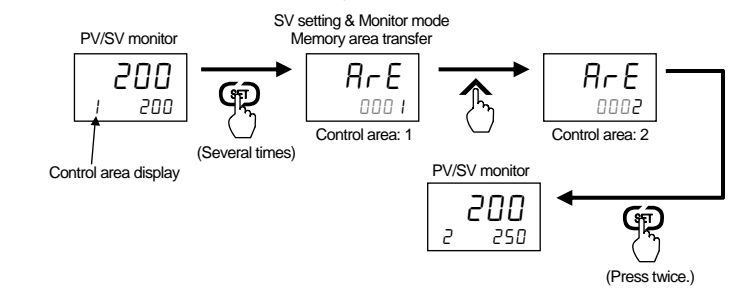 SV setting & Monitor mode
Memory area transfer
PV/SV monitor
200
1 200
SET
(Several times)
Control area display
ArE
0001
Control area: 1
ArE
0002
Control area: 2
PV/SV monitor
200
2 250
SET
(Press twice.)